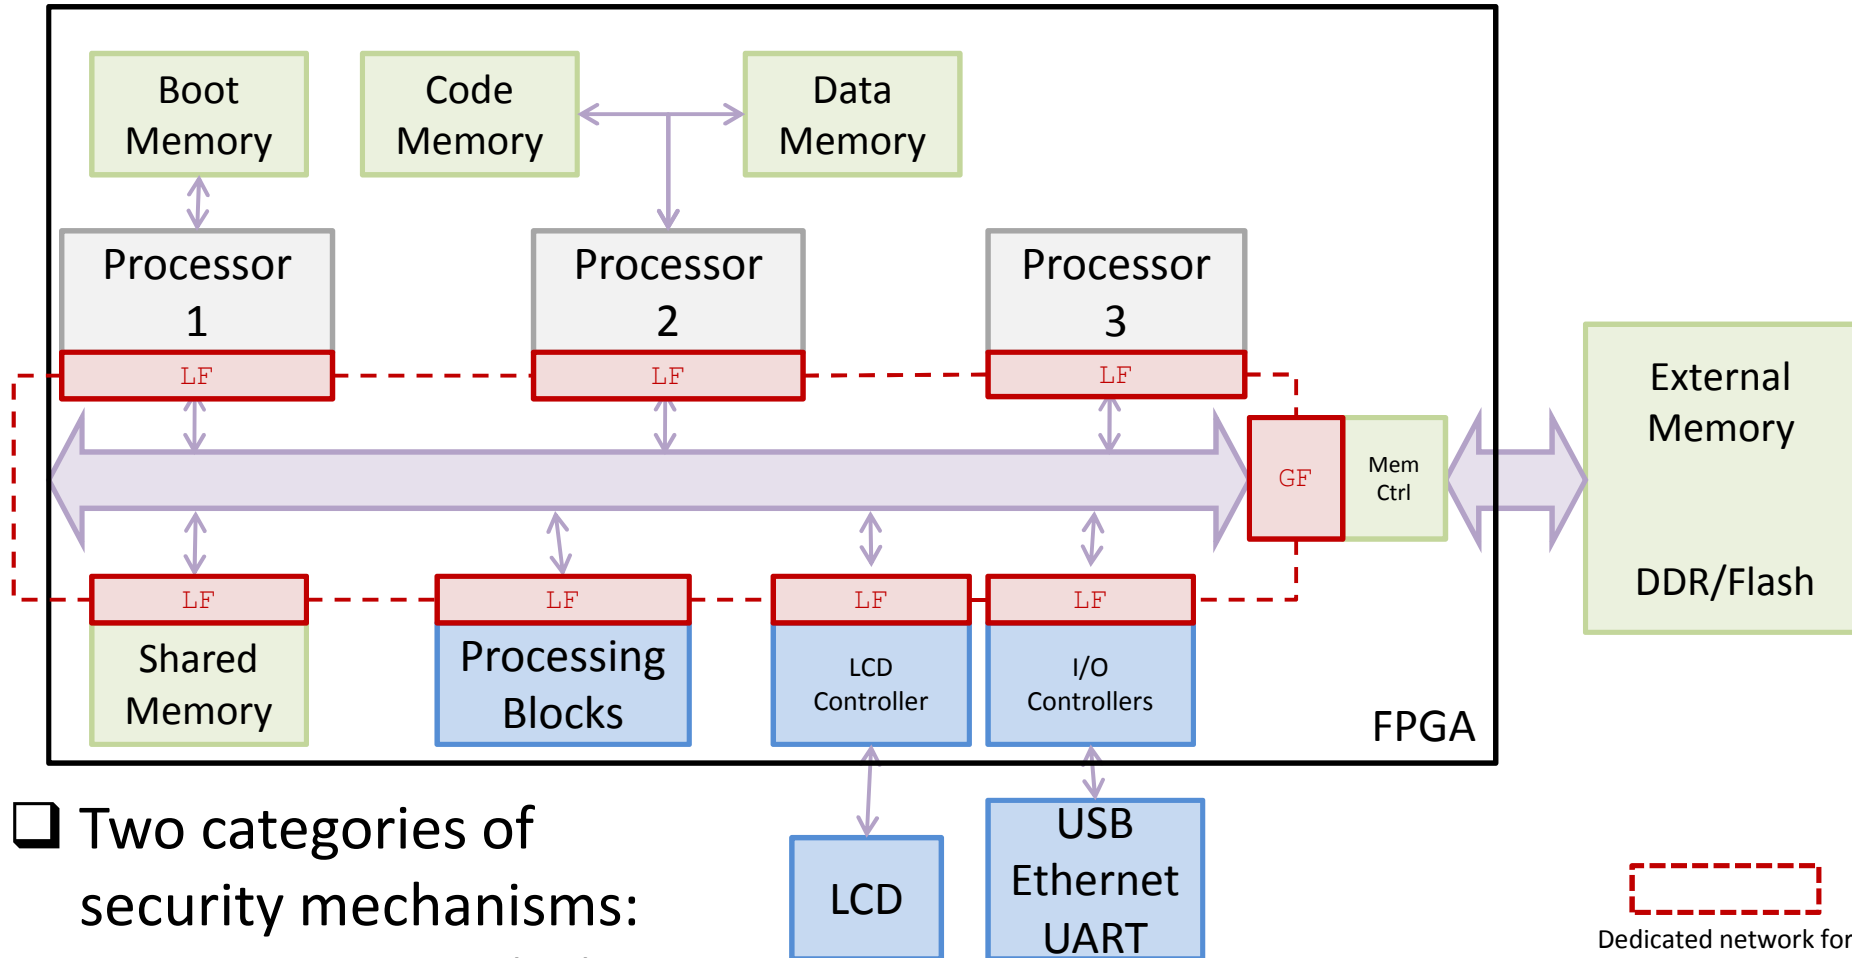 Boot
Memory
Code
Memory
Data
Memory
Processor
1
Processor
2
Processor
3
LF
LF
LF
External
Memory
DDR/Flash
GF
Mem
Ctrl
LF
LF
LF
LF
Shared
Memory
Processing
Blocks
LCD
Controller
I/O
Controllers
FPGA
Two categories of
security mechanisms:
LCD
USB
Ethernet
UART
Dedicated network for